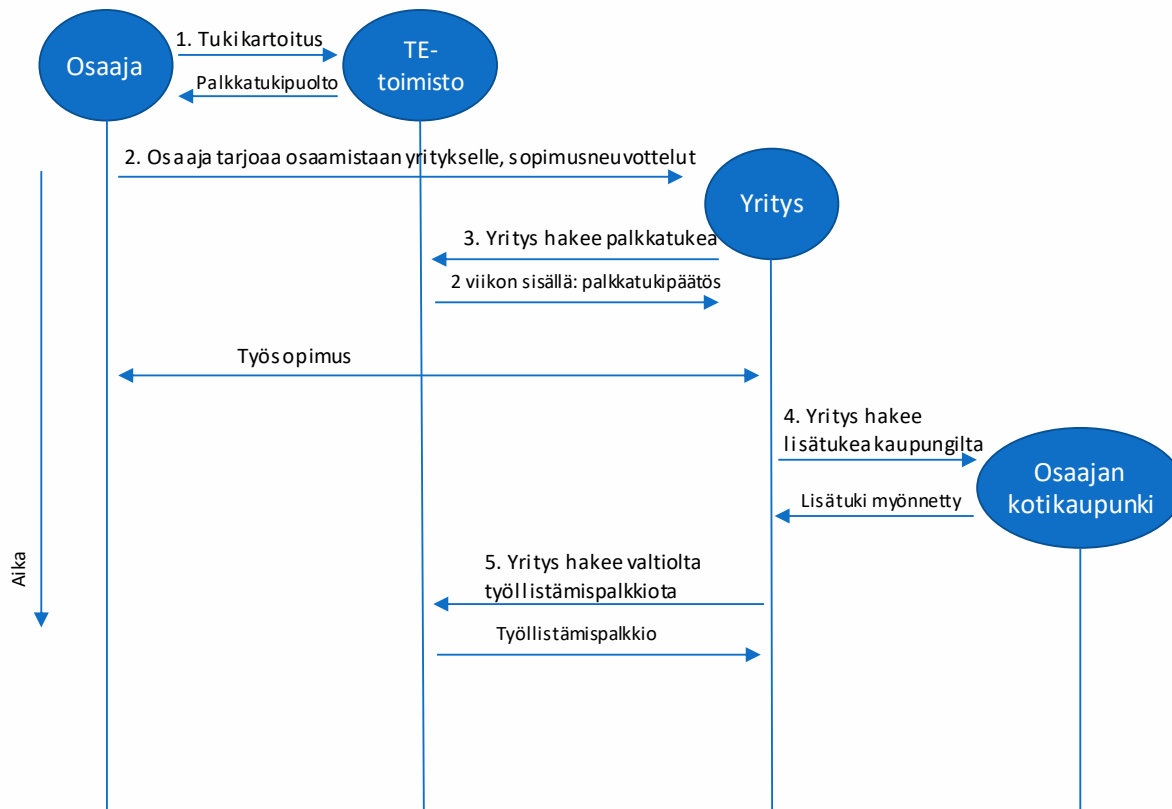 Osaaja
1. Tukikartoitus
Palkkatukipuolto
TE-
toimisto
2. Osaaja tarjoaa osaamistaan yritykselle, sopimusneuvottelut
Yritys
3. Yritys hakee palkkatukea
2 viikon sisällä: palkkatukipäätös
Työsopimus
4. Yritys hakee
lisätukea kaupungilta
Osaajan
kotikaupunki
Lisätuki myönnetty
5. Yritys hakee valtiolta
työllistämispalkkiota
Työllistämispalkkio
Aika